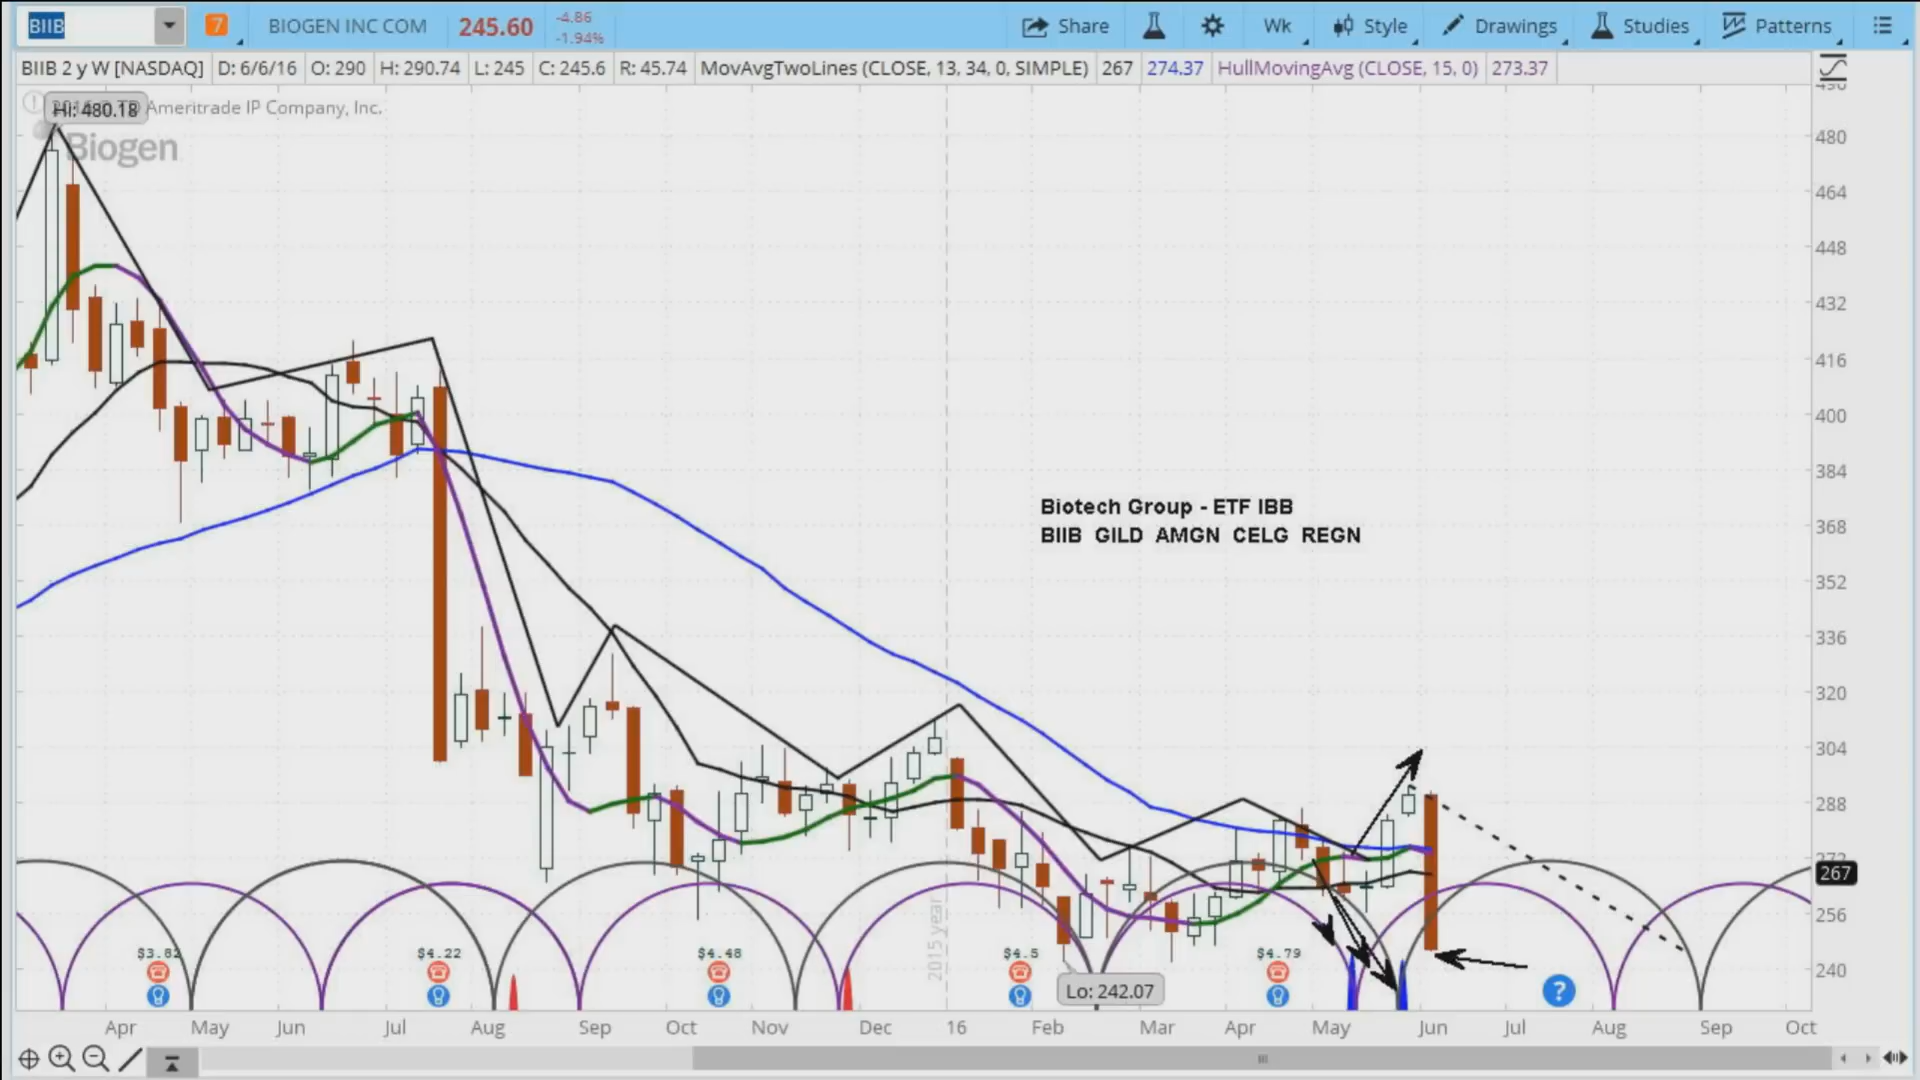 BIIB
7
BIOGEN INC COM
245.60
-4.86
-1.94%
Share
Wk
Style
Drawings
Studies
Patterns
BIIB 2 y W [NASDAQ]
D: 6/6/16
O: 290
H: 290.74
L: 245
C: 245.6
R: 45.74
MovAvgTwoLines (CLOSE, 13, 34, 0, SIMPLE)
267
274.37
HullMovingAvg (CLOSE, 15, 0)
273.37
Hi: 480.18
Ameritrade IP Company, Inc.
Biogen
480
464
448
432
416
400
384
368
352
336
320
304
288
272
267
256
240
Biotech Group - ETF IBB
BIIB GILD AMGN CELG REGN
2015 year
$3.82
$4.22
$4.48
$4.5
$4.79
Lo: 242.07
?
Apr May Jun Jul Aug Sep Oct Nov Dec 16 Feb Mar Apr May Jun Jul Aug Sep Oct